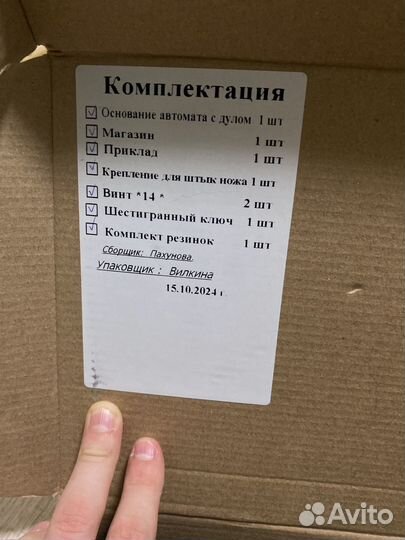 Комплектация
Основание автомата с дулом 1 шт
Магазин 1 шт
Приклад 1 шт
Крепление для штык ножа 1 шт
Винт *14 * 2 шт
Шестигранный ключ 1 шт
Комплект резинок 1 шт
Сборщик: Пахунова.
Упаковщик : Вилкина
15.10.2024 г.
Avito